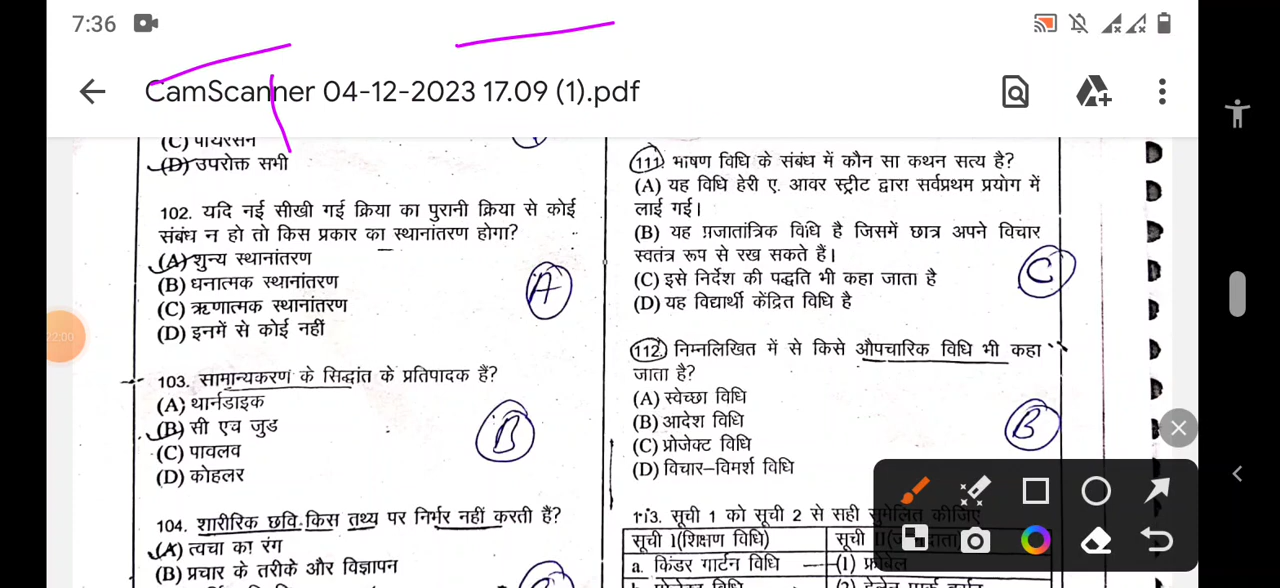 7:36
CamScanner 04-12-2023 17.09 (1).pdf
(C) पीयरसन
(D) उपरोक्त सभी
102. यदि नई सीखी गई क्रिया का पुरानी क्रिया से कोई
संबंध न हो तो किस प्रकार का स्थानांतरण होगा?
(A) शुन्य स्थानांतरण
(B) धनात्मक स्थानांतरण
(C) ऋणात्मक स्थानांतरण
(D) इनमें से कोई नहीं
A
22:00
103. सामान्यकरण के सिद्धांत के प्रतिपादक हैं?
(A) थार्नडाइक
(B) सी एच जुड
(C) पावलव
(D) कोहलर
B
104. शारीरिक छवि किस तथ्य पर निर्भर नहीं करती हैं?
(A) त्वचा का रंग
(B) प्रचार के तरीके और विज्ञापन
111. भाषण विधि के संबंध में कौन सा कथन सत्य है?
(A) यह विधि हेरी ए. आवर स्ट्रीट द्वारा सर्वप्रथम प्रयोग में
लाई गई।
(B) यह प्रजातांत्रिक विधि है जिसमें छात्र अपने विचार
स्वतंत्र रूप से रख सकते हैं।
(C) इसे निर्देश की पद्धति भी कहा जाता है
(D) यह विद्यार्थी केंद्रित विधि है
C
112. निम्नलिखित में से किसे औपचारिक विधि भी कहा
जाता है?
(A) स्वेच्छा विधि
(B) आदेश विधि
(C) प्रोजेक्ट विधि
(D) विचार–विमर्श विधि
B
113. सूची 1 को सूची 2 से सही सुमेलित कीजिए
सूची I(शिक्षण विधि)
सूची
a. किंडर गार्टन विधि
(1) फ्रोबेल